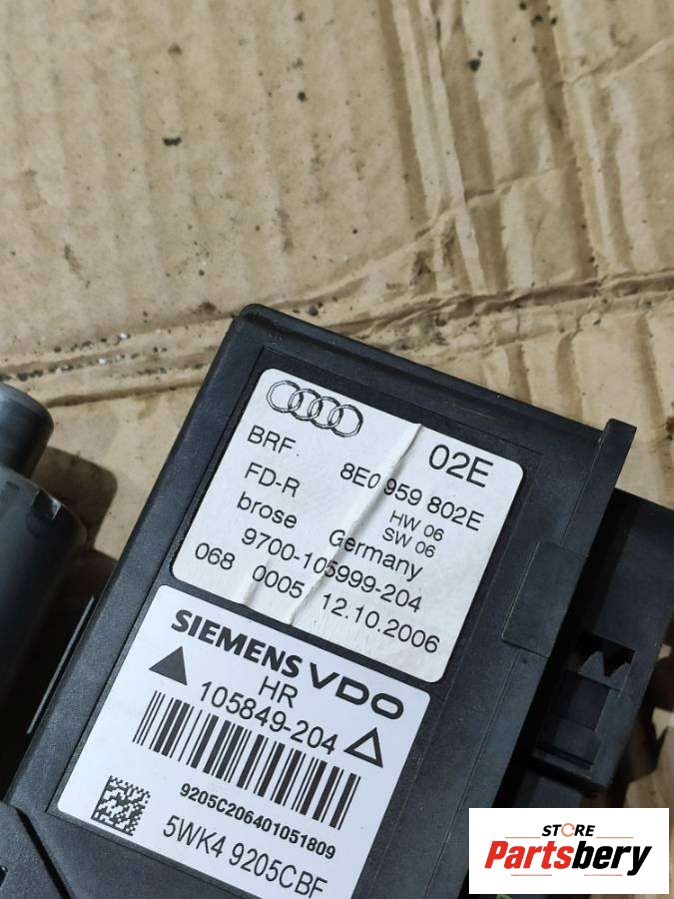 02E
BRF 8E0 959 802E
FD-R HW 06
SW 06
brose Germany
9700-105999-204
068 0005 12.10.2006
SIEMENS VDO
HR
105849-204
9205C206401051809
5WK4 9205CBF
STORE
Partsbery